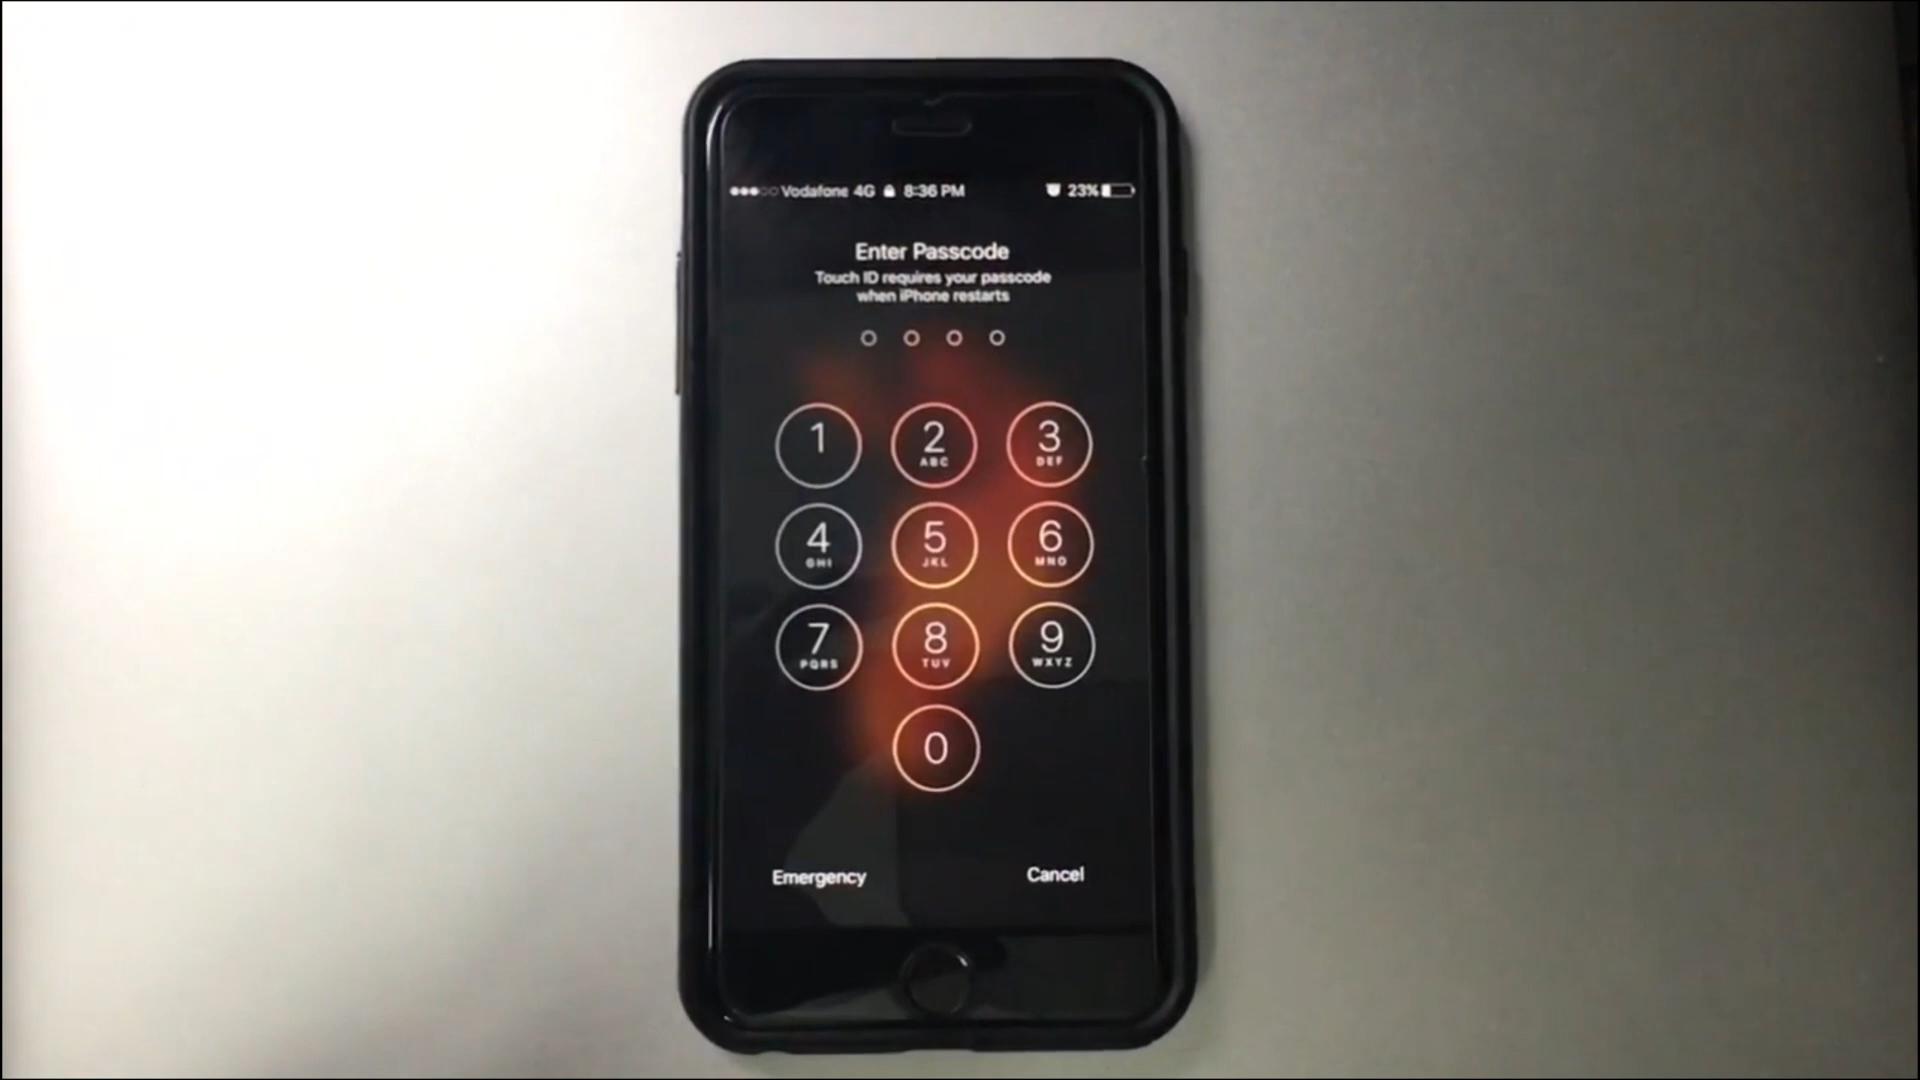 Vodafone 4G 8:36 PM 23%
Enter Passcode
Touch ID requires your passcode
when iPhone restarts
1 2 3
ABC DEF
4 5 6
GHI JKL MNO
7 8 9
PQRS TUV WXYZ
0
Emergency Cancel